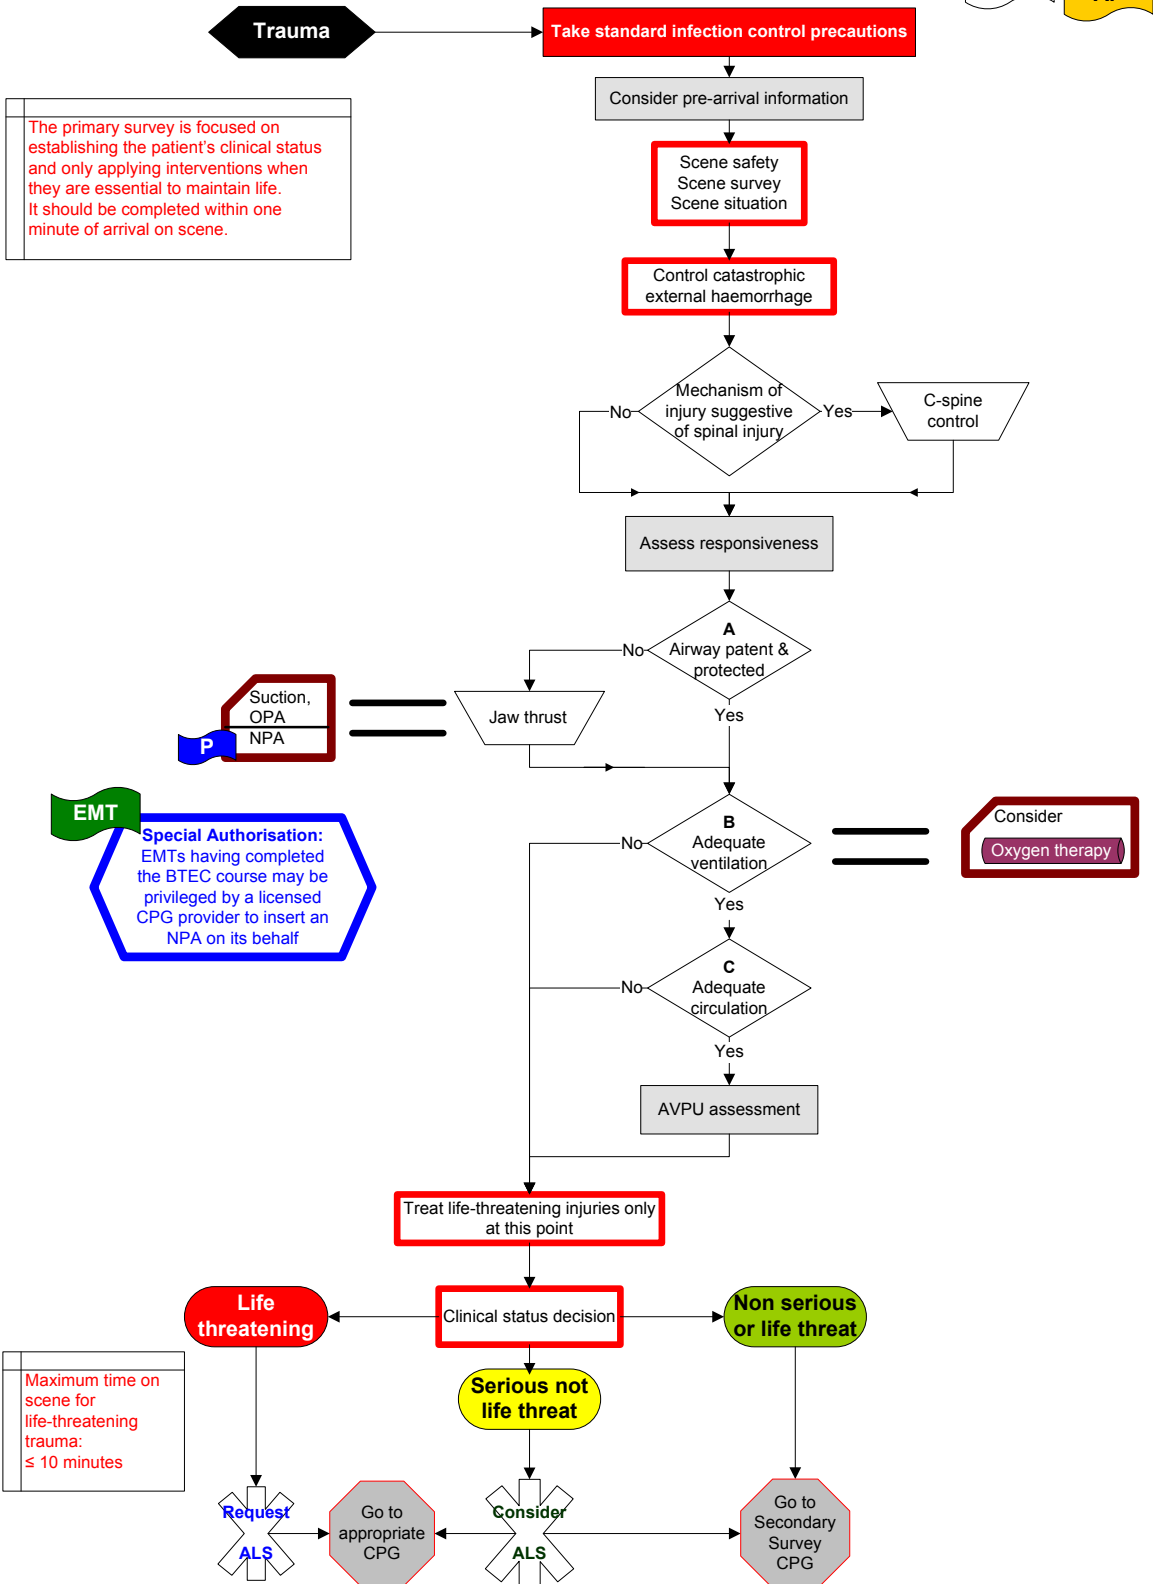 Trauma
Take standard infection control precautions
Consider pre-arrival information
The primary survey is focused on
establishing the patient's clinical status
and only applying interventions when
they are essential to maintain life.
It should be completed within one
minute of arrival on scene.
Scene safety
Scene survey
Scene situation
Control catastrophic
external haemorrhage
Mechanism of
injury suggestive
of spinal injury
No
Yes
C-spine
control
Assess responsiveness
A
Airway patent &
protected
No
Yes
Suction,
OPA
NPA
P
Jaw thrust
EMT
Special Authorisation:
EMTs having completed
the BTEC course may be
privileged by a licensed
CPG provider to insert an
NPA on its behalf
B
Adequate
ventilation
No
Yes
Consider
Oxygen therapy
C
Adequate
circulation
No
Yes
AVPU assessment
Treat life-threatening injuries only
at this point
Clinical status decision
Life
threatening
Non serious
or life threat
Serious not
life threat
Maximum time on
scene for
life-threatening
trauma:
≤ 10 minutes
Request
ALS
Go to
appropriate
CPG
Consider
ALS
Go to
Secondary
Survey
CPG